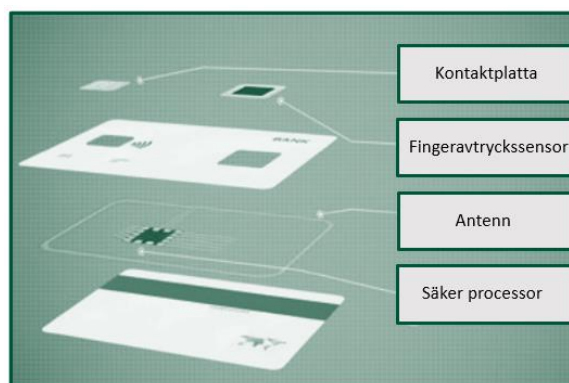 Kontaktplatta
Fingeravtryckssensor
BANK
Antenn
Säker processor